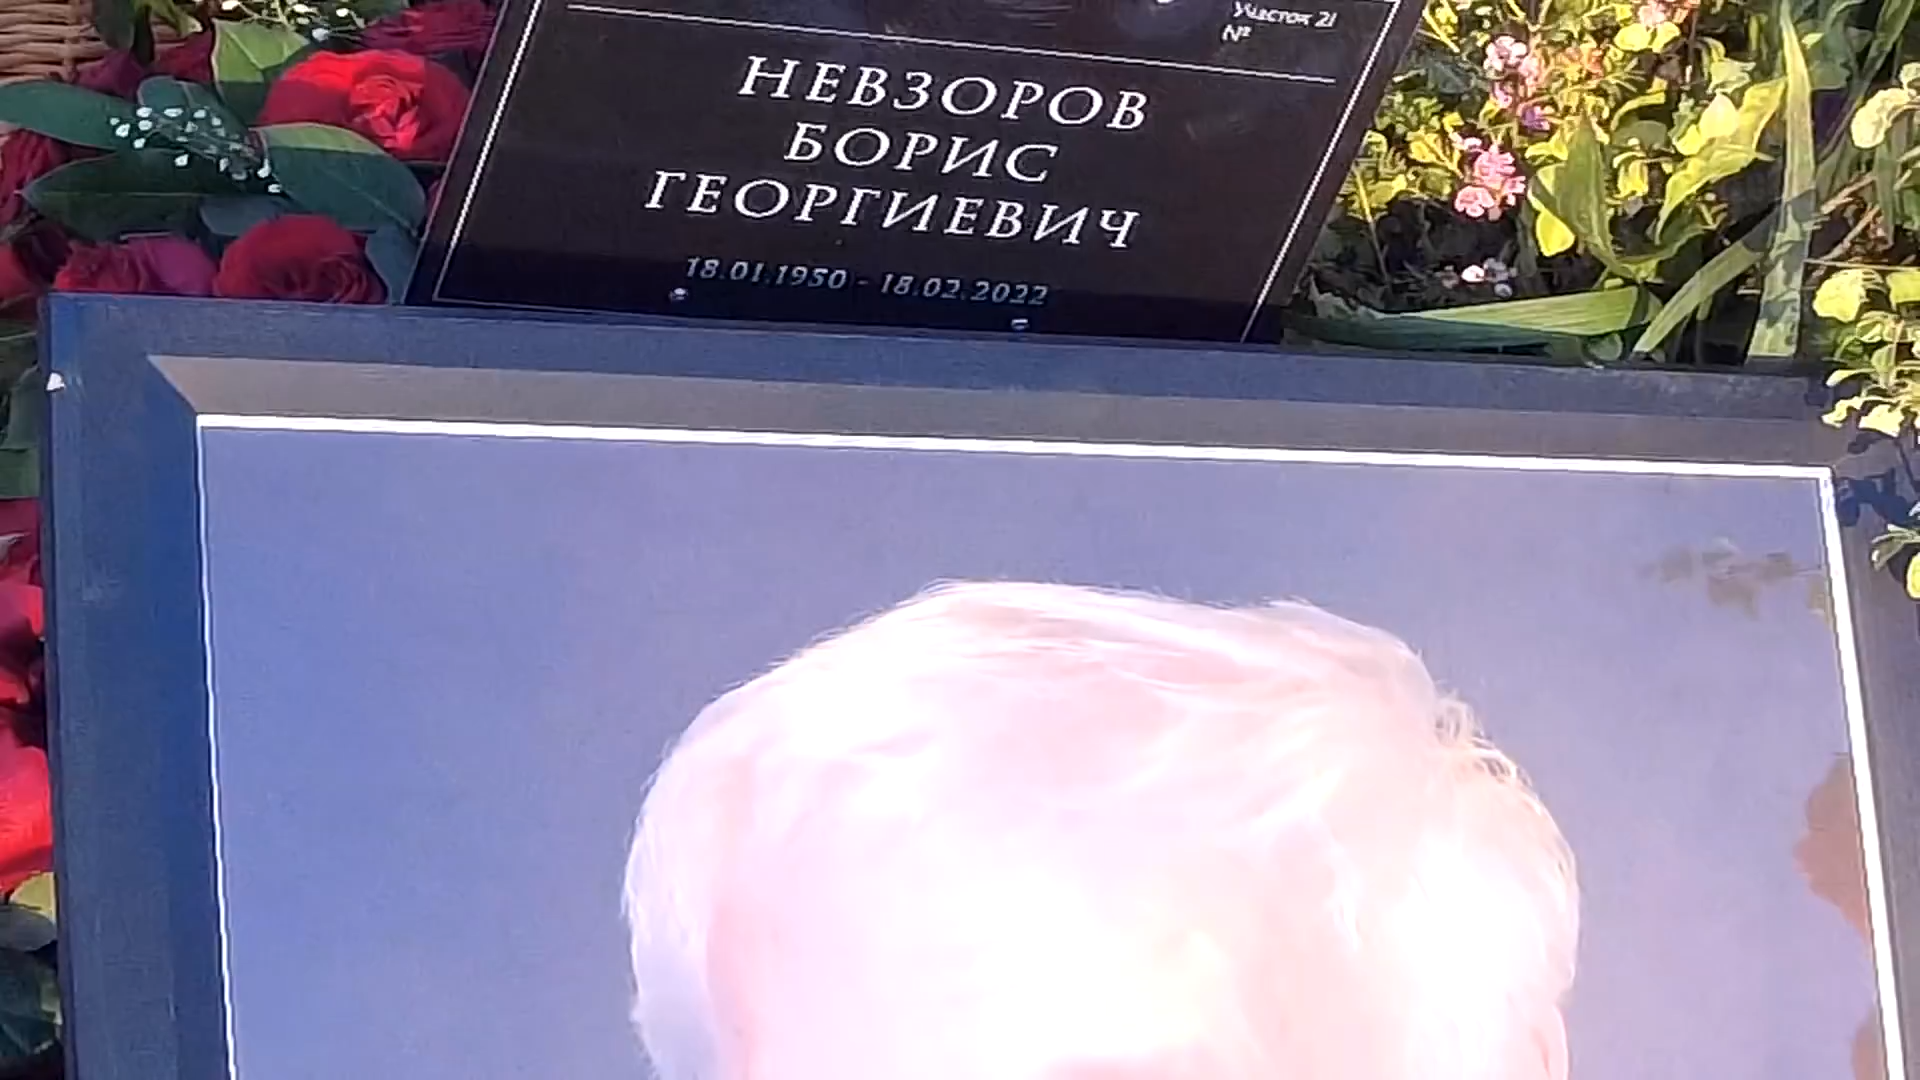 Участок 21
№
НЕВЗОРОВ
БОРИС
ГЕОРГИЕВИЧ
18.01.1950 - 18.02.2022